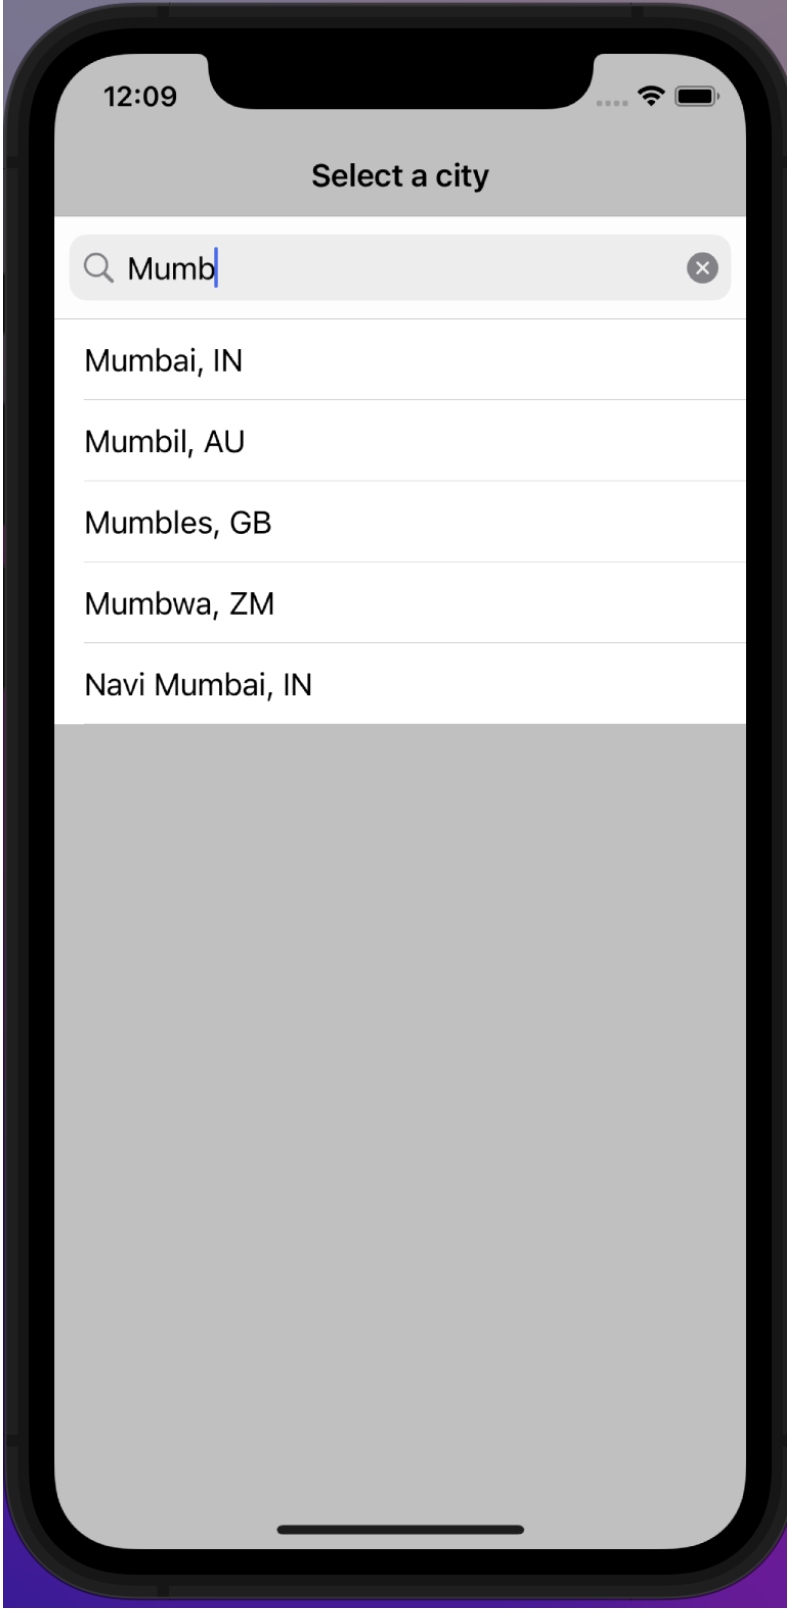 12:09
Select a city
Mumb
Mumbai, IN
Mumbil, AU
Mumbles, GB
Mumbwa, ZM
Navi Mumbai, IN